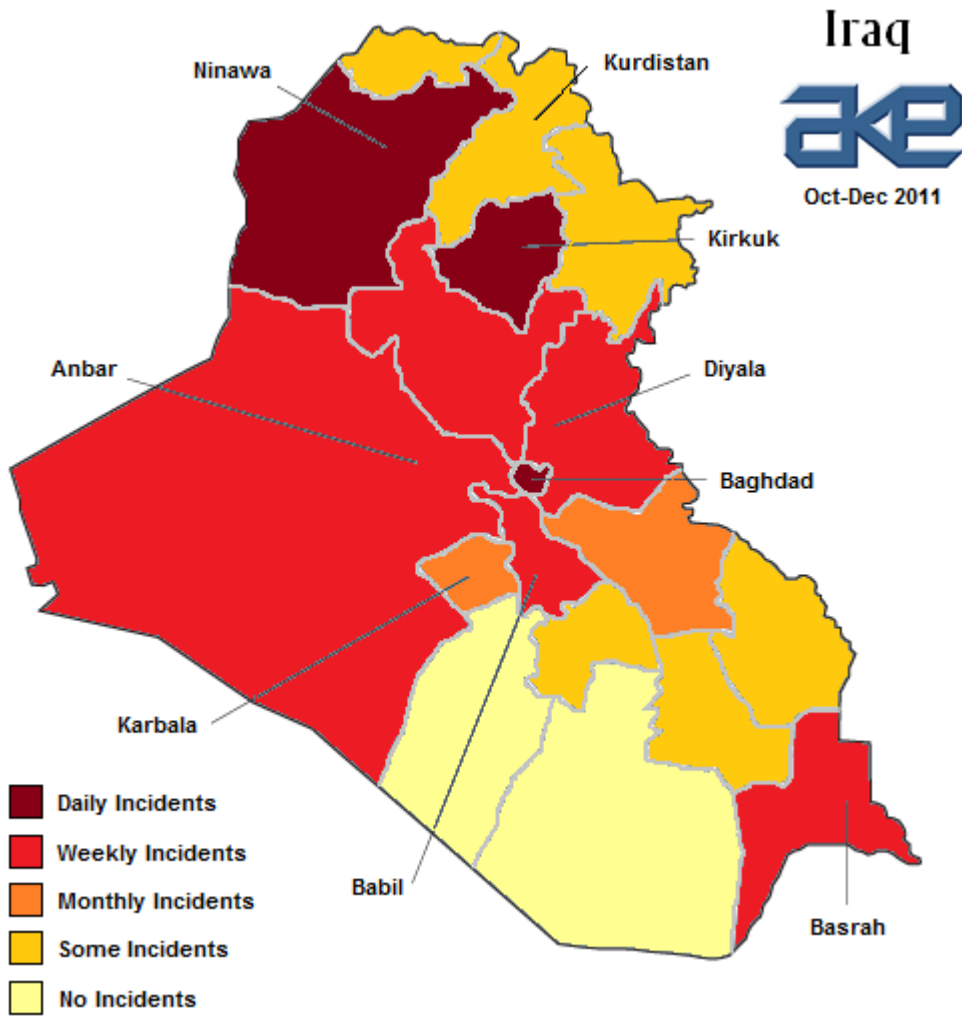 Iraq
ake
Oct-Dec 2011
Ninawa
Kurdistan
Kirkuk
Anbar
Diyala
Baghdad
Karbala
Babil
Basrah
Daily Incidents
Weekly Incidents
Monthly Incidents
Some Incidents
No Incidents